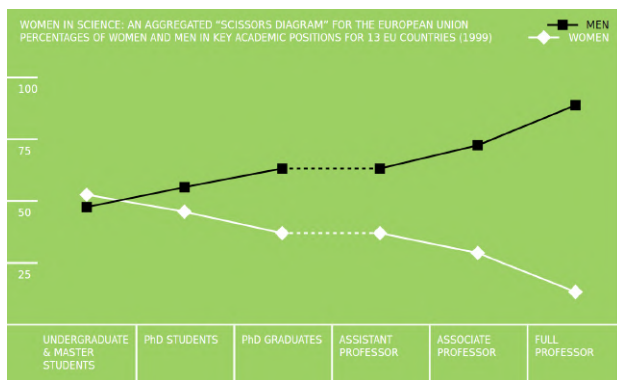 WOMEN IN SCIENCE: AN AGGREGATED “SCISSORS DIAGRAM” FOR THE EUROPEAN UNION
PERCENTAGES OF WOMEN AND MEN IN KEY ACADEMIC POSITIONS FOR 13 EU COUNTRIES (1999)
MEN
WOMEN
100
75
50
25
UNDERGRADUATE
& MASTER
STUDENTS
PhD STUDENTS
PhD GRADUATES
ASSISTANT
PROFESSOR
ASSOCIATE
PROFESSOR
FULL
PROFESSOR